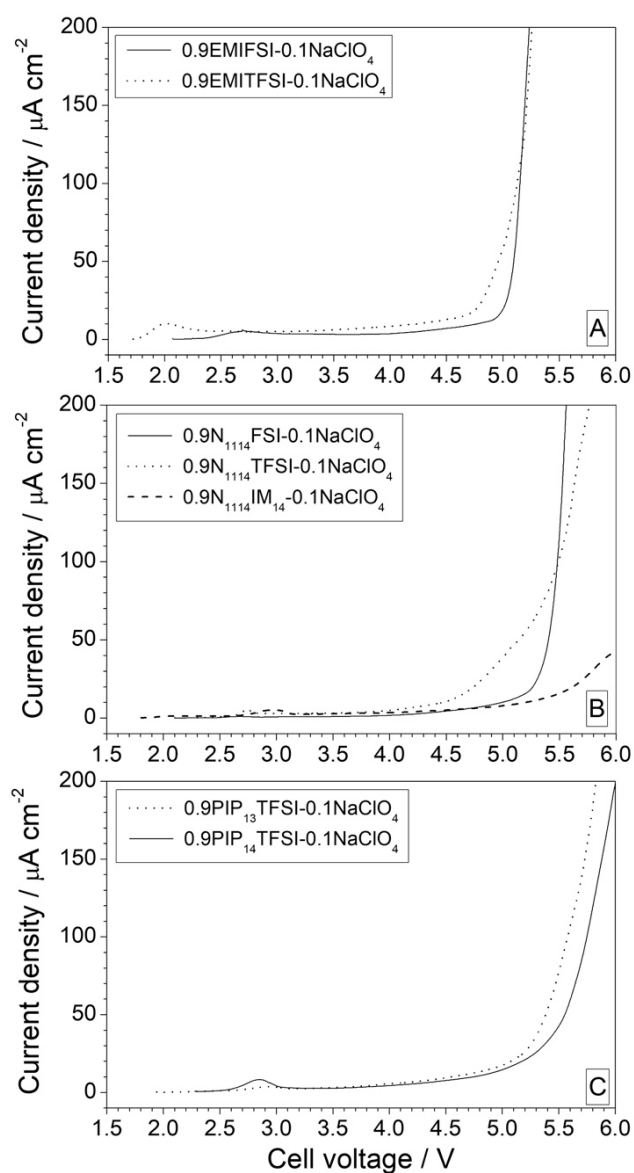 200
0.9EMIFSI-0.1NaClO₄
0.9EMITFSI-0.1NaClO₄
150
100
50
0
A
Current density / μA cm⁻²
1.5 2.0 2.5 3.0 3.5 4.0 4.5 5.0 5.5 6.0
200
0.9N₁₁₁₄FSI-0.1NaClO₄
0.9N₁₁₁₄TFSI-0.1NaClO₄
0.9N₁₁₁₄IM₁₄-0.1NaClO₄
150
100
50
0
B
Current density / μA cm⁻²
1.5 2.0 2.5 3.0 3.5 4.0 4.5 5.0 5.5 6.0
200
0.9PIP₁₃TFSI-0.1NaClO₄
0.9PIP₁₄TFSI-0.1NaClO₄
150
100
50
0
C
Current density / μA cm⁻²
1.5 2.0 2.5 3.0 3.5 4.0 4.5 5.0 5.5 6.0
Cell voltage / V